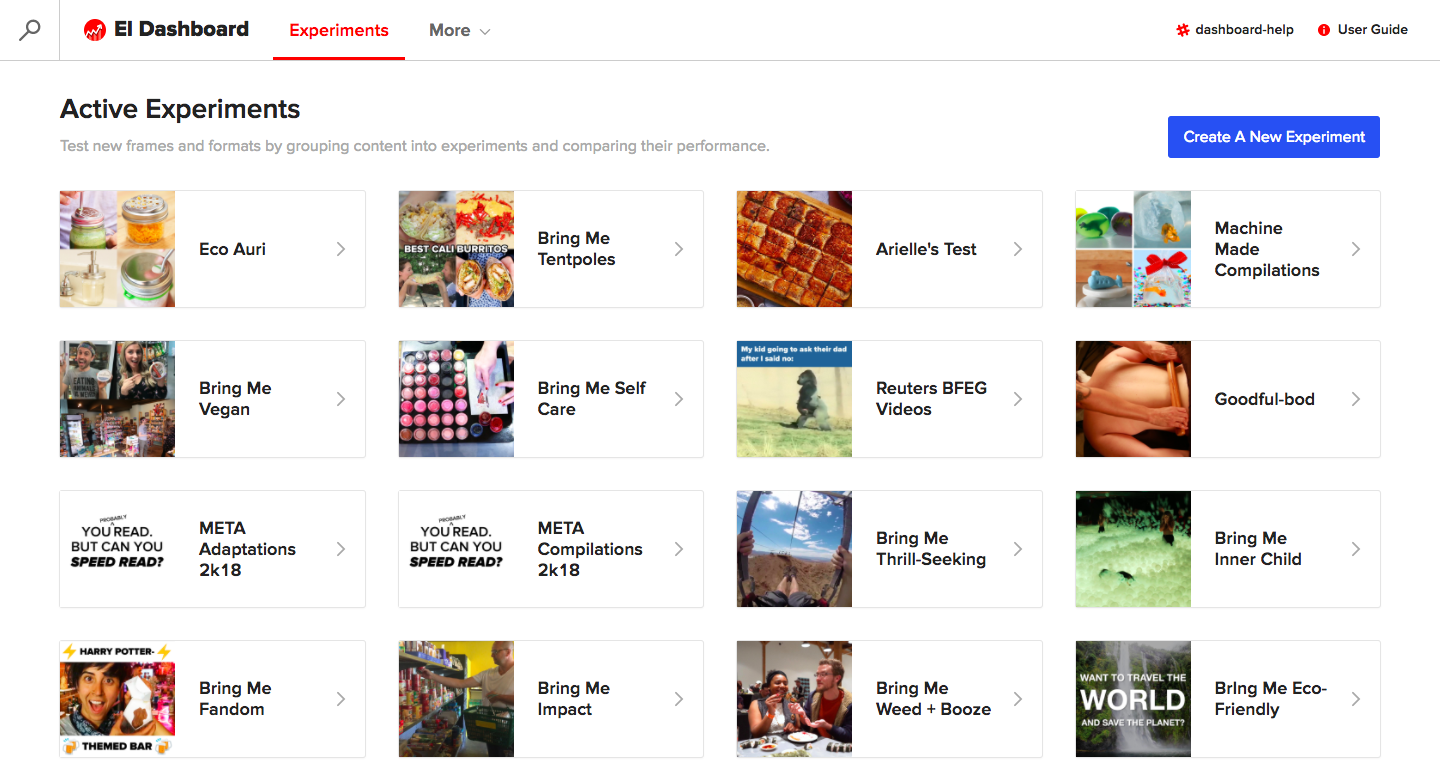 EI Dashboard
Experiments
More
dashboard-help
User Guide
Active Experiments
Test new frames and formats by grouping content into experiments and comparing their performance.
Create A New Experiment
Eco Auri
BEST CALI BURRITOS
Bring Me
Tentpoles
Arielle's Test
Machine
Made
Compilations
EATING
Bring Me
Vegan
Bring Me Self
Care
My kid going to ask their dad
after I said no:
Reuters BFEG
Videos
Goodful-bod
PROBABLY
YOU READ.
BUT CAN YOU
SPEED READ?
META
Adaptations
2k18
PROBABLY
YOU READ.
BUT CAN YOU
SPEED READ?
META
Compilations
2k18
Bring Me
Thrill-Seeking
Bring Me
Inner Child
HARRY POTTER-
THEMED BAR
Bring Me
Fandom
Bring Me
Impact
Bring Me
Weed + Booze
WANT TO TRAVEL THE
WORLD
AND SAVE THE PLANET?
BrIng Me Eco-
Friendly